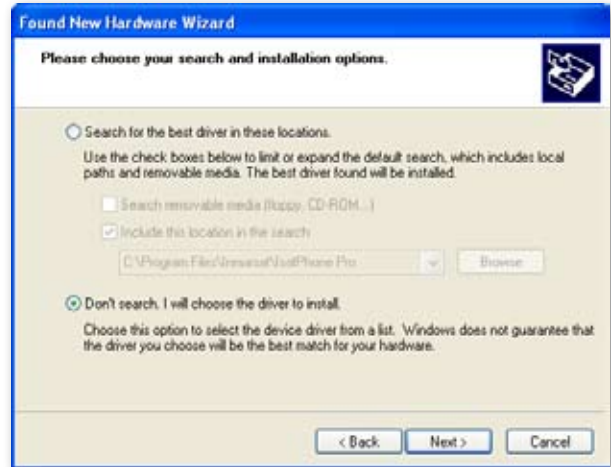 Found New Hardware Wizard
Please choose your search and installation options.
Search for the best driver in these locations.
Use the check boxes below to limit or expand the default search, which includes local
paths and removable media. The best driver found will be installed.
Search removable media (floppy, CD-ROM...)
Include this location in the search:
C:\Program Files\Inmarsat\IsatPhone Pro
Browse
Don't search. I will choose the driver to install.
Choose this option to select the device driver from a list. Windows does not guarantee that
the driver you choose will be the best match for your hardware.
< Back
Next >
Cancel